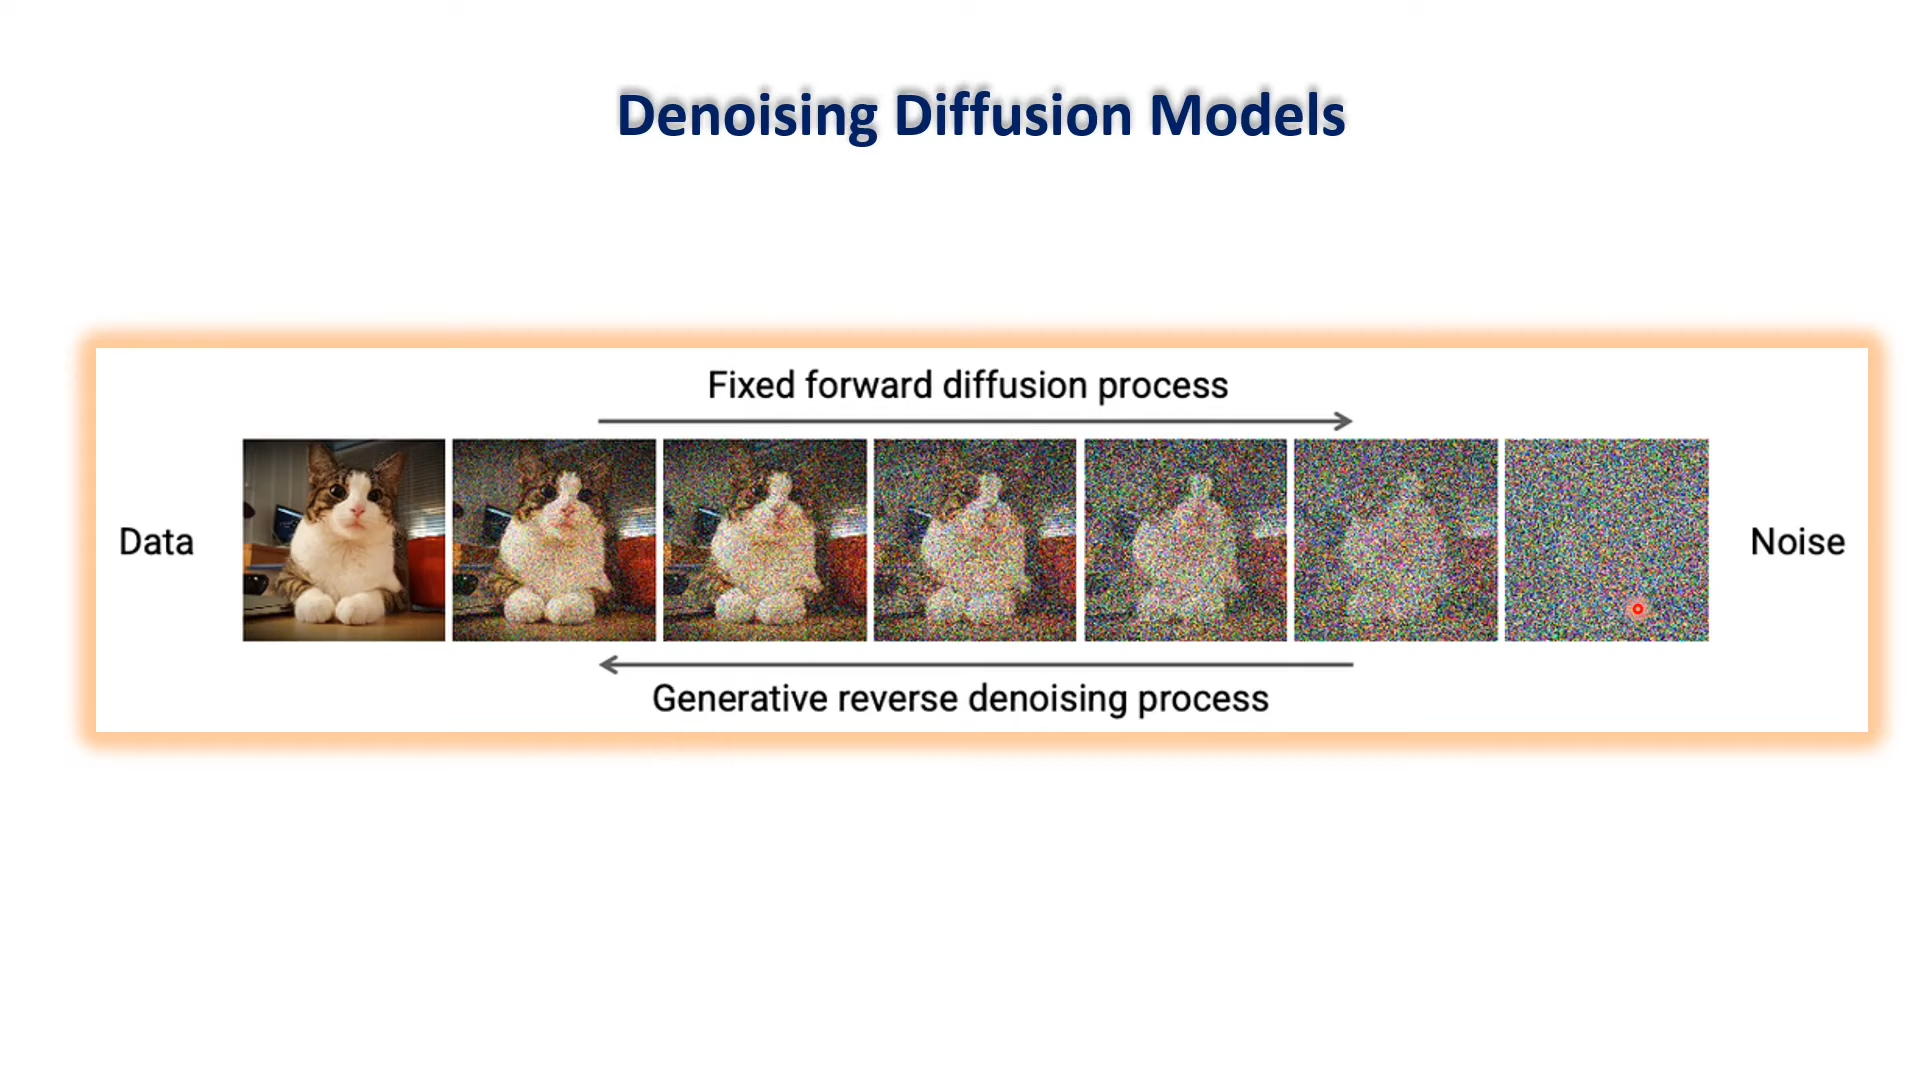 Denoising Diffusion Models
Fixed forward diffusion process
Data
Noise
Generative reverse denoising process